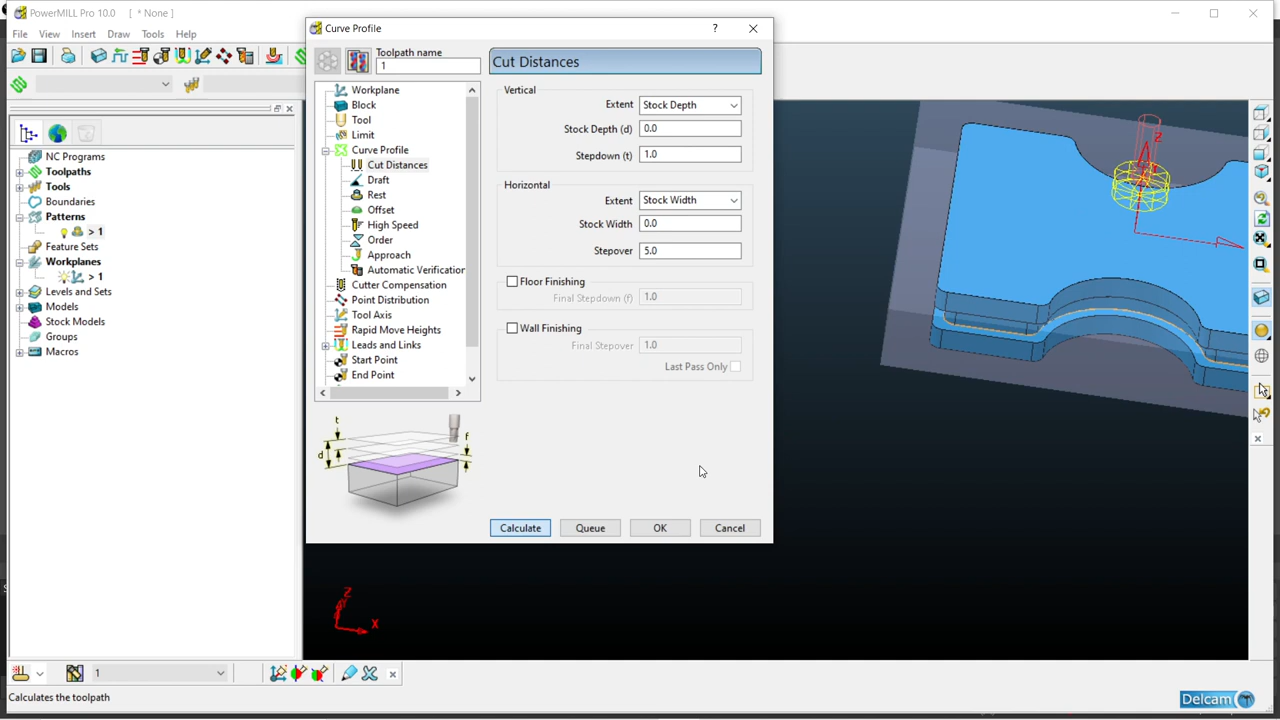 PowerMILL Pro 10.0    [ * None ]
File View Insert Draw Tools Help
NC Programs
Toolpaths
Tools
Boundaries
Patterns
> 1
Feature Sets
Workplanes
> 1
Levels and Sets
Models
Stock Models
Groups
Macros
Curve Profile
?
Toolpath name
1
Workplane
Block
Tool
Limit
Curve Profile
Cut Distances
Draft
Rest
Offset
High Speed
Order
Approach
Automatic Verification
Cutter Compensation
Point Distribution
Tool Axis
Rapid Move Heights
Leads and Links
Start Point
End Point
t
d
f
Cut Distances
Vertical
Extent Stock Depth
Stock Depth (d) 0.0
Stepdown (t) 1.0
Horizontal
Extent Stock Width
Stock Width 0.0
Stepover 5.0
Floor Finishing
Final Stepdown (f) 1.0
Wall Finishing
Final Stepover 1.0
Last Pass Only
Calculate Queue OK Cancel
Z
Z
X
1
Calculates the toolpath
Delcam